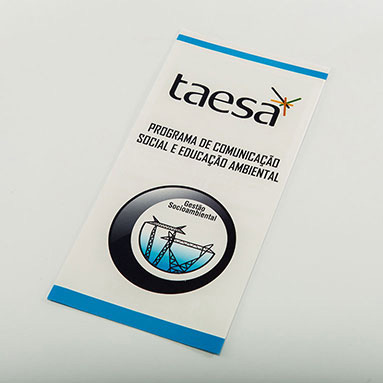 taesa
PROGRAMA DE COMUNICAÇÃO
SOCIAL E EDUCAÇÃO AMBIENTAL
Gestão
Socioambiental